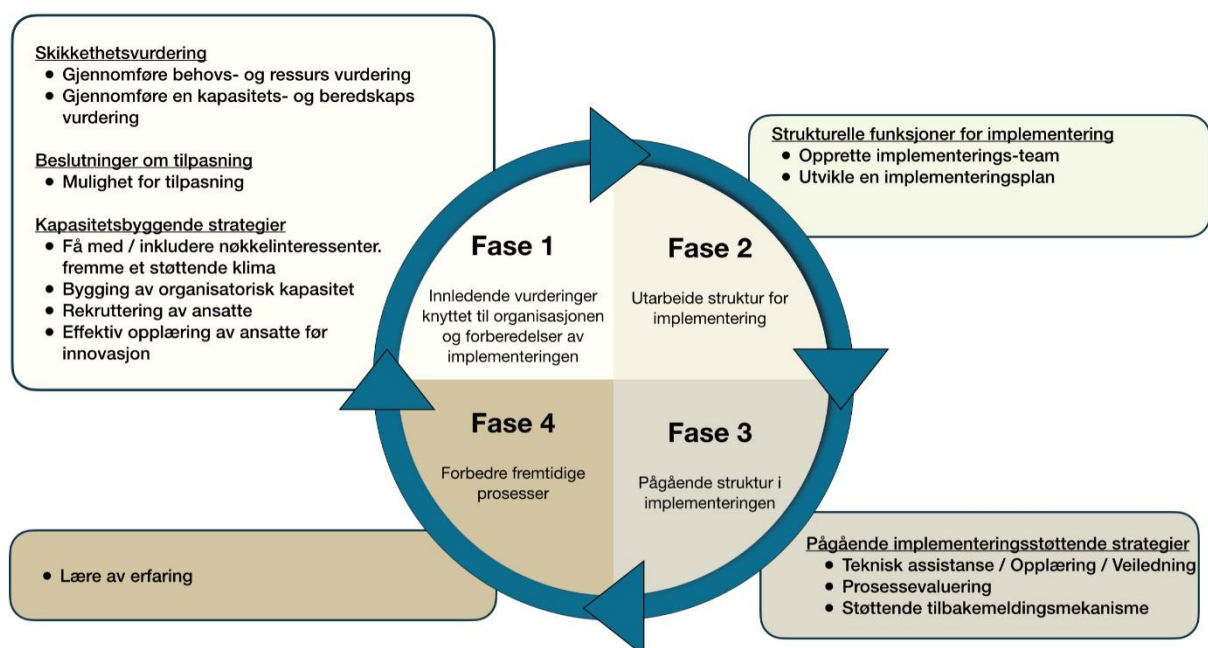 Skikkethetsvurdering
• Gjennomføre behovs- og ressurs vurdering
• Gjennomføre en kapasitets- og beredskaps
vurdering
Beslutninger om tilpasning
• Mulighet for tilpasning
Kapasitetsbyggende strategier
• Få med / inkludere nøkkelinteressenter.
fremme et støttende klima
• Bygging av organisatorisk kapasitet
• Rekruttering av ansatte
• Effektiv opplæring av ansatte før
innovasjon
Strukturelle funksjoner for implementering
• Opprette implementerings-team
• Utvikle en implementeringsplan
Fase 1
Innledende vurderinger
knyttet til organisasjonen
og forberedelser av
implementeringen
Fase 2
Utarbeide struktur for
implementering
Fase 4
Forbedre fremtidige
prosesser
Fase 3
Pågående struktur i
implementeringen
• Lære av erfaring
Pågående implementeringsstøttende strategier
• Teknisk assistanse / Opplæring / Veiledning
• Prosessevaluering
• Støttende tilbakemeldingsmekanisme